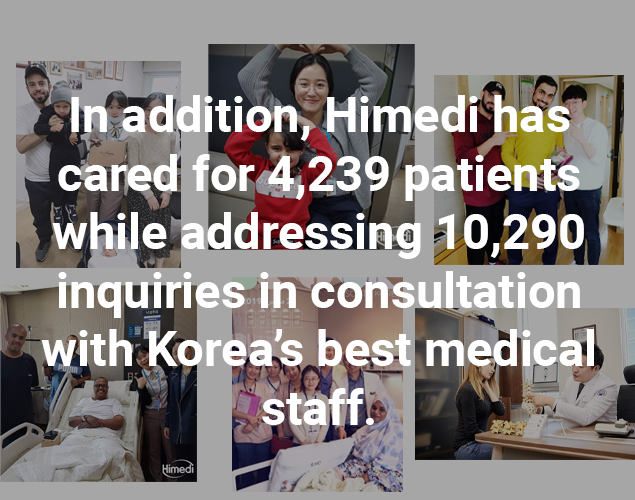 In addition, Himedi has
cared for 4,239 patients
while addressing 10,290
inquiries in consultation
with Korea's best medical
staff.
Himedi